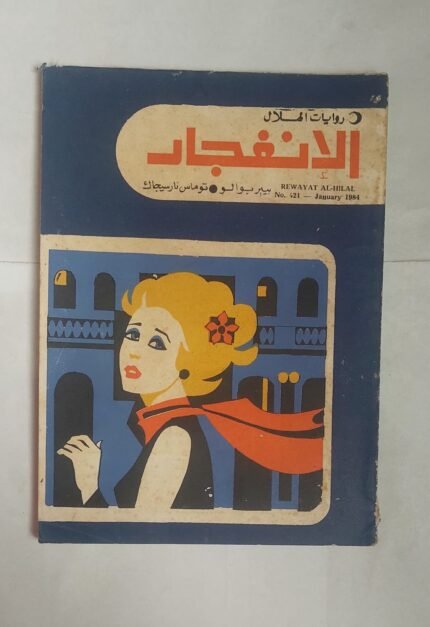 روايات الهلال
الانفجار
بيير بوالو ● توماس نارسيجاك
REWAYAT AL-HILAL
No. 421 — January 1984